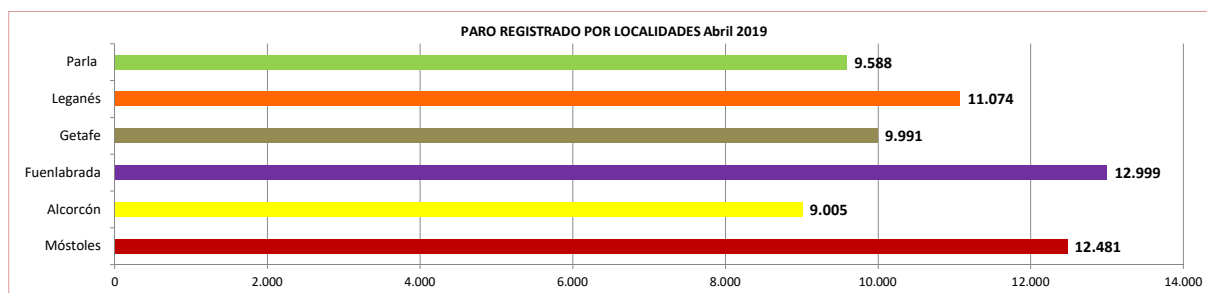 PARO REGISTRADO POR LOCALIDADES Abril 2019
Parla 9.588
Leganés 11.074
Getafe 9.991
Fuenlabrada 12.999
Alcorcón 9.005
Móstoles 12.481
0 2.000 4.000 6.000 8.000 10.000 12.000 14.000